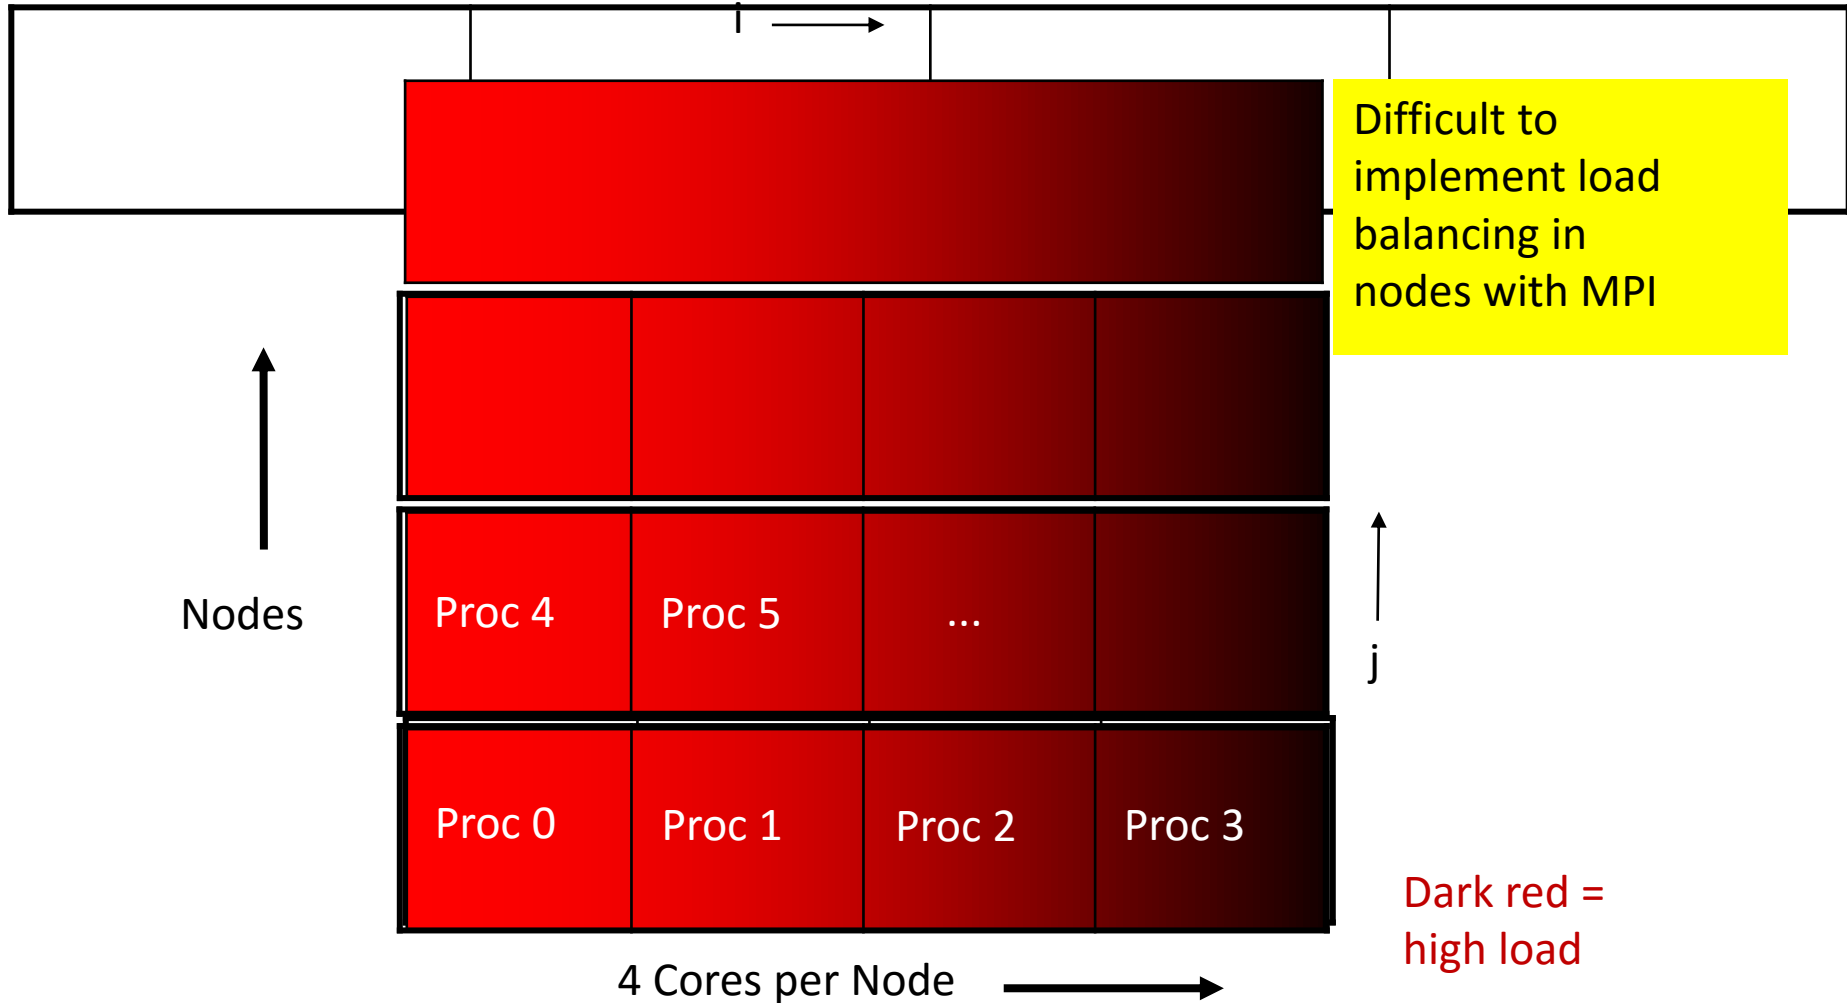 i
Difficult to
implement load
balancing in
nodes with MPI
Nodes
Proc 4
Proc 5
...
j
Proc 0
Proc 1
Proc 2
Proc 3
Dark red =
high load
4 Cores per Node